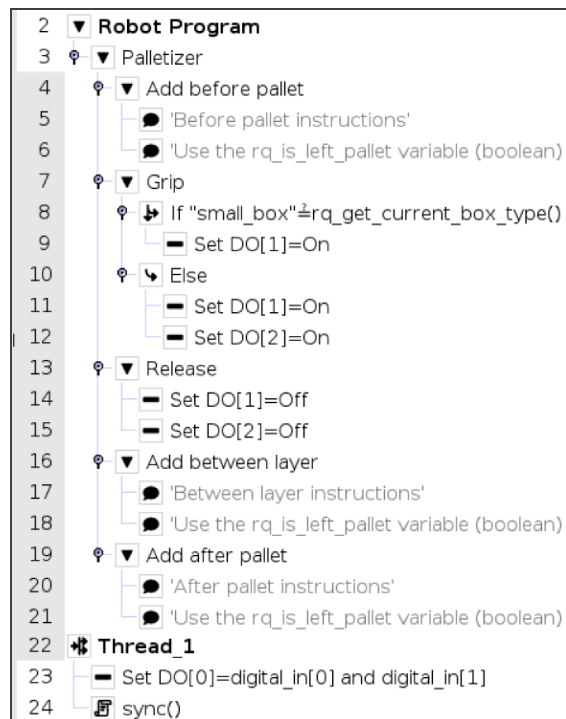 2 Robot Program
3 Palletizer
4 Add before pallet
5 'Before pallet instructions'
6 'Use the rq_is_left_pallet variable (boolean)
7 Grip
8 If "small_box"≟rq_get_current_box_type()
9 Set DO[1]=On
10 Else
11 Set DO[1]=On
12 Set DO[2]=On
13 Release
14 Set DO[1]=Off
15 Set DO[2]=Off
16 Add between layer
17 'Between layer instructions'
18 'Use the rq_is_left_pallet variable (boolean)
19 Add after pallet
20 'After pallet instructions'
21 'Use the rq_is_left_pallet variable (boolean)
22 Thread_1
23 Set DO[0]=digital_in[0] and digital_in[1]
24 sync()